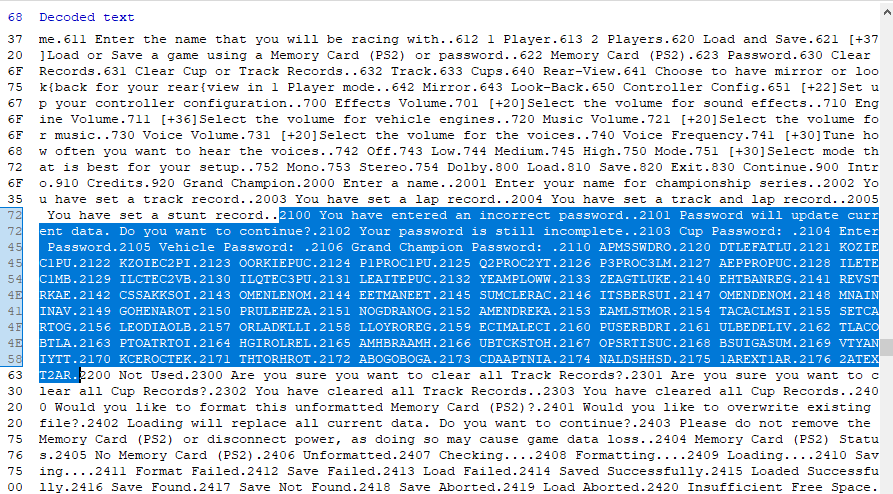 68 Decoded text
37 me.611 Enter the name that you will be racing with..612 1 Player.613 2 Players.620 Load and Save.621 [+37
20 ]Load or Save a game using a Memory Card (PS2) or password..622 Memory Card (PS2).623 Password.630 Clear
6F Records.631 Clear Cup or Track Records..632 Track.633 Cups.640 Rear-View.641 Choose to have mirror or loo
75 k{back for your rear{view in 1 Player mode..642 Mirror.643 Look-Back.650 Controller Config.651 [+22]Set u
67 p your controller configuration..700 Effects Volume.701 [+20]Select the volume for sound effects..710 Eng
6F ine Volume.711 [+36]Select the volume for vehicle engines..720 Music Volume.721 [+20]Select the volume fo
6F r music..730 Voice Volume.731 [+20]Select the volume for the voices..740 Voice Frequency.741 [+30]Tune ho
68 w often you want to hear the voices..742 Off.743 Low.744 Medium.745 High.750 Mode.751 [+30]Select mode th
22 at is best for your setup..752 Mono.753 Stereo.754 Dolby.800 Load.810 Save.820 Exit.830 Continue.900 Intr
6F o.910 Credits.920 Grand Champion.2000 Enter a name..2001 Enter your name for championship series..2002 Yo
35 u have set a track record..2003 You have set a lap record..2004 You have set a track and lap record..2005
72 You have set a stunt record..2100 You have entered an incorrect password..2101 Password will update curr
72 ent data. Do you want to continue?.2102 Your password is still incomplete..2103 Cup Password: .2104 Enter
45 Password.2105 Vehicle Password: .2106 Grand Champion Password: .2110 APMSSWDRO.2120 DTLEFATLU.2121 KOZIE
45 C1PU.2122 KZOIEC2PI.2123 OORKIEPUC.2124 P1PROC1PU.2125 Q2PROC2YT.2126 P3PROC3LM.2127 AEPPROPUC.2128 ILETE
54 C1MB.2129 ILCTEC2VB.2130 ILQTEC3PU.2131 LEAITEPUC.2132 YEAMPLOWW.2133 ZEAGTLUKE.2140 EHTBANREG.2141 REVST
4E RKAE.2142 CSSAKKSOI.2143 OMENLENOM.2144 EETMANEET.2145 SUMCLERAC.2146 ITSBERSUI.2147 OMENDENOM.2148 MNAIN
41 INAV.2149 GOHENAROT.2150 PRULEHEZA.2151 NOGDRANOG.2152 AMENDREKA.2153 EAMLSTMOR.2154 TACACLMSI.2155 SETCA
4F RTOG.2156 LEODIAOLB.2157 ORLADKLLI.2158 LLOYROREG.2159 ECIMALECI.2160 PUSERBDRI.2161 ULBEDELIV.2162 TLACO
4E BTLA.2163 PTOATRTOI.2164 HGIROLREL.2165 AMHBRAAMH.2166 UBTCKSTOH.2167 OPSRTISUC.2168 BSUIGASUM.2169 VTYAN
58 IYTT.2170 KCEROCTEK.2171 THTORHROT.2172 ABOGOBOGA.2173 CDAAPTNIA.2174 NALDSHHSD.2175 1AREXT1AR.2176 2ATEX
63 T2AR.2200 Not Used.2300 Are you sure you want to clear all Track Records?.2301 Are you sure you want to c
30 lear all Cup Records?.2302 You have cleared all Track Records..2303 You have cleared all Cup Records..240
20 0 Would you like to format this unformatted Memory Card (PS2)?.2401 Would you like to overwrite existing
20 file?.2402 Loading will replace all current data. Do you want to continue?.2403 Please do not remove the
75 Memory Card (PS2) or disconnect power, as doing so may cause game data loss..2404 Memory Card (PS2) Statu
76 s.2405 No Memory Card (PS2).2406 Unformatted.2407 Checking....2408 Formatting....2409 Loading....2410 Sav
75 ing....2411 Format Failed.2412 Save Failed.2413 Load Failed.2414 Saved Successfully.2415 Loaded Successfu
00 lly.2416 Save Found.2417 Save Not Found.2418 Save Aborted.2419 Load Aborted.2420 Insufficient Free Space.